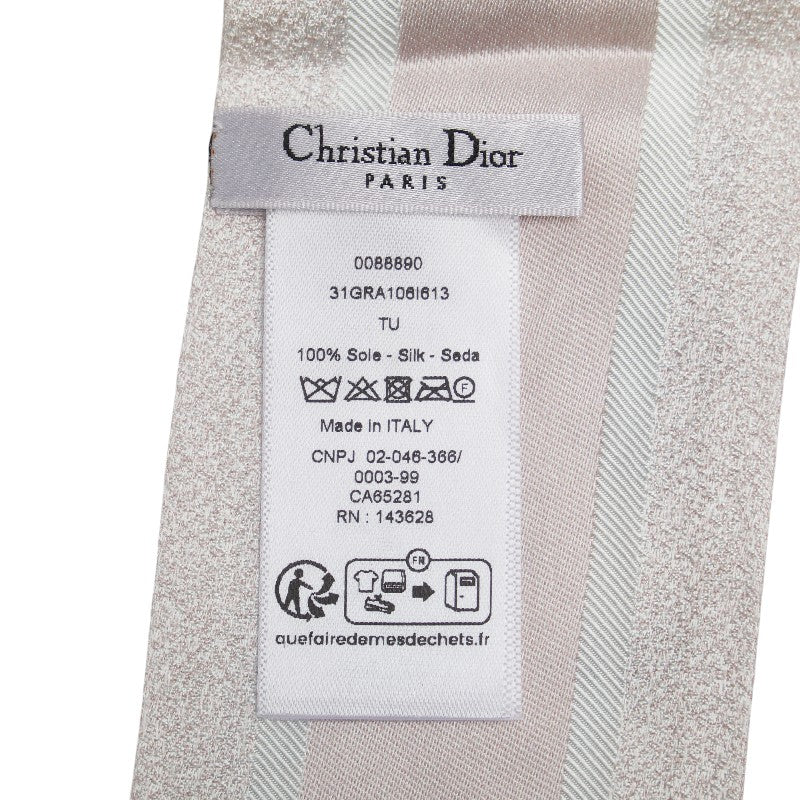 Christian Dior
PARIS
0088890
31GRA106I613
TU
100% Soie - Silk - Seda
F
Made in ITALY
CNPJ 02-046-366/
0003-99
CA65281
RN : 143628
FR
quefairedemesdechets.fr